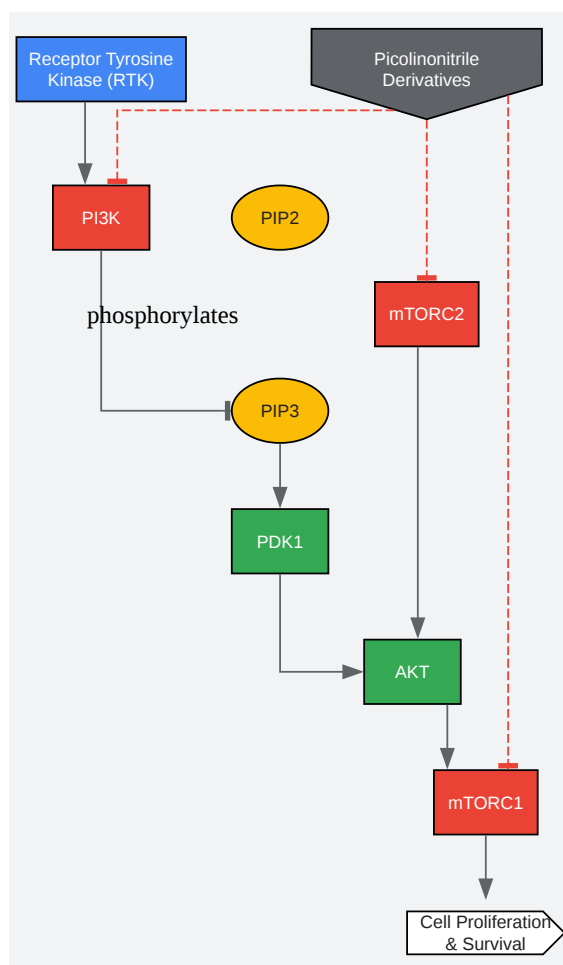 Receptor Tyrosine
Kinase (RTK)
Picolinonitrile
Derivatives
PI3K
PIP2
mTORC2
phosphorylates
PIP3
PDK1
AKT
mTORC1
Cell Proliferation
& Survival